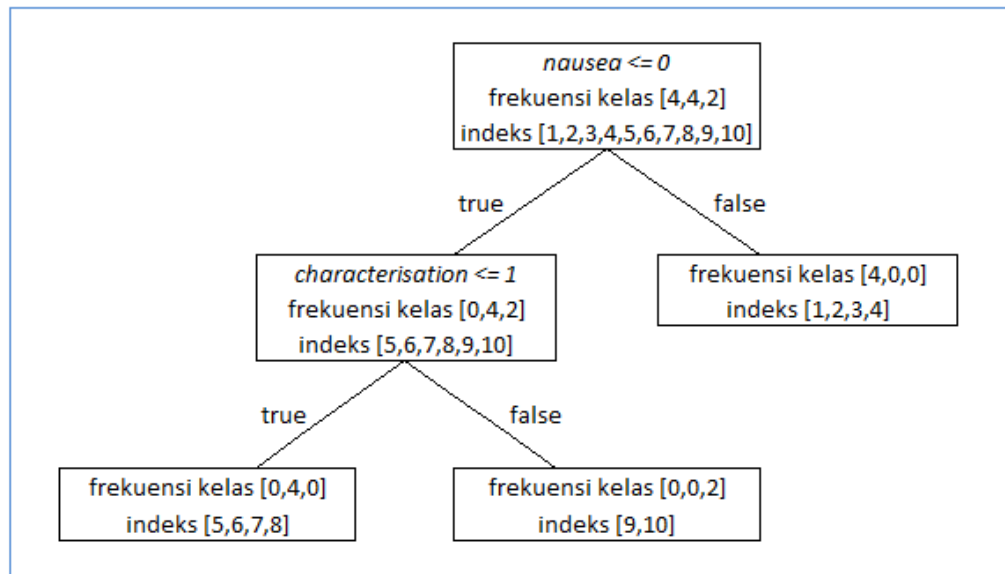 nausea <= 0
frekuensi kelas [4,4,2]
indeks [1,2,3,4,5,6,7,8,9,10]
true
false
characterisation <= 1
frekuensi kelas [0,4,2]
indeks [5,6,7,8,9,10]
frekuensi kelas [4,0,0]
indeks [1,2,3,4]
true
false
frekuensi kelas [0,4,0]
indeks [5,6,7,8]
frekuensi kelas [0,0,2]
indeks [9,10]